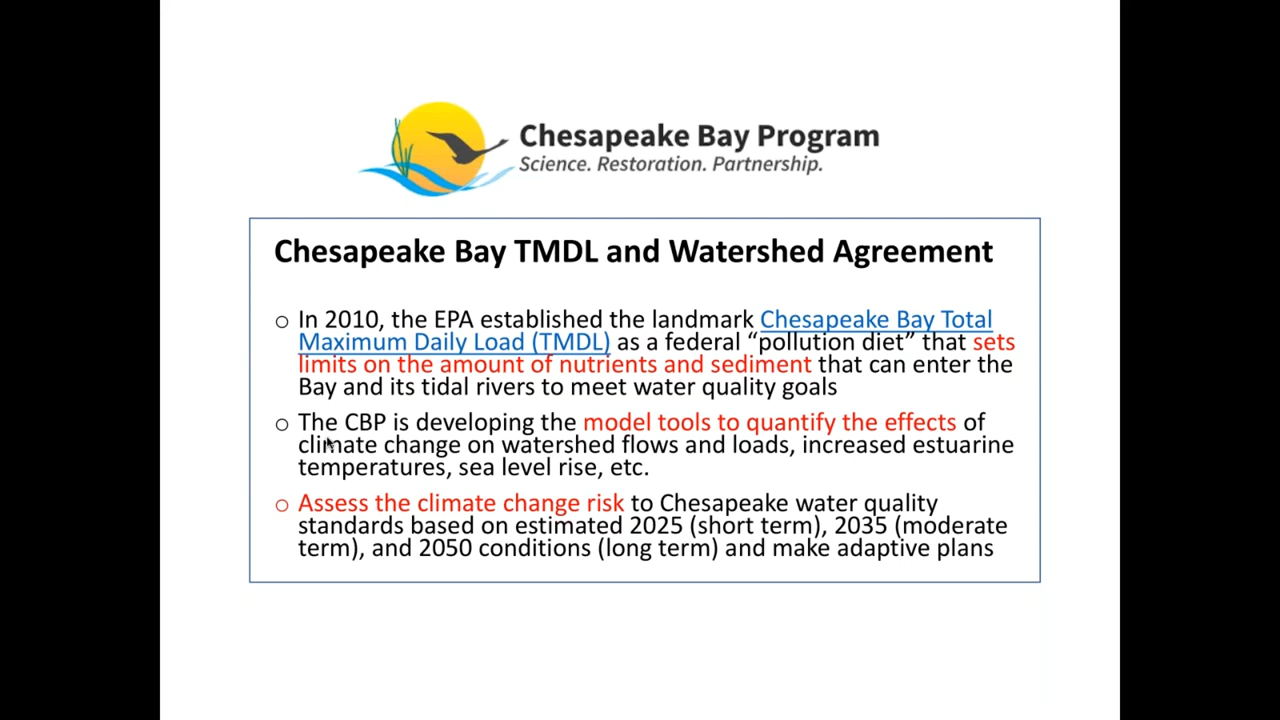 Chesapeake Bay Program
Science. Restoration. Partnership.
Chesapeake Bay TMDL and Watershed Agreement
o In 2010, the EPA established the landmark Chesapeake Bay Total
Maximum Daily Load (TMDL) as a federal “pollution diet” that sets
limits on the amount of nutrients and sediment that can enter the
Bay and its tidal rivers to meet water quality goals
o The CBP is developing the model tools to quantify the effects of
climate change on watershed flows and loads, increased estuarine
temperatures, sea level rise, etc.
o Assess the climate change risk to Chesapeake water quality
standards based on estimated 2025 (short term), 2035 (moderate
term), and 2050 conditions (long term) and make adaptive plans